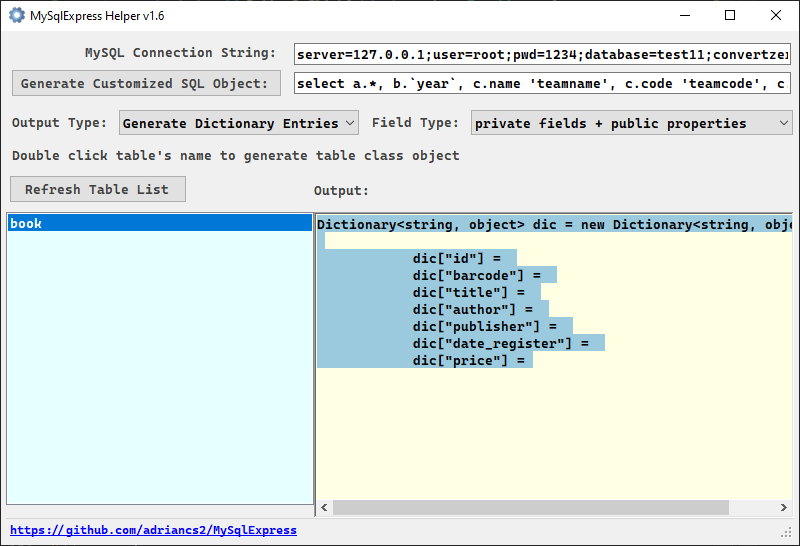 MySqlExpress Helper v1.6
MySQL Connection String: server=127.0.0.1;user=root;pwd=1234;database=test11;convertzer
Generate Customized SQL Object: select a.*, b.`year`, c.name 'teamname', c.code 'teamcode', c
Output Type: Generate Dictionary Entries Field Type: private fields + public properties
Double click table's name to generate table class object
Refresh Table List Output:
book
Dictionary<string, object> dic = new Dictionary<string, obje
dic["id"] =
dic["barcode"] =
dic["title"] =
dic["author"] =
dic["publisher"] =
dic["date_register"] =
dic["price"] =
https://github.com/adriancs2/MySqlExpress